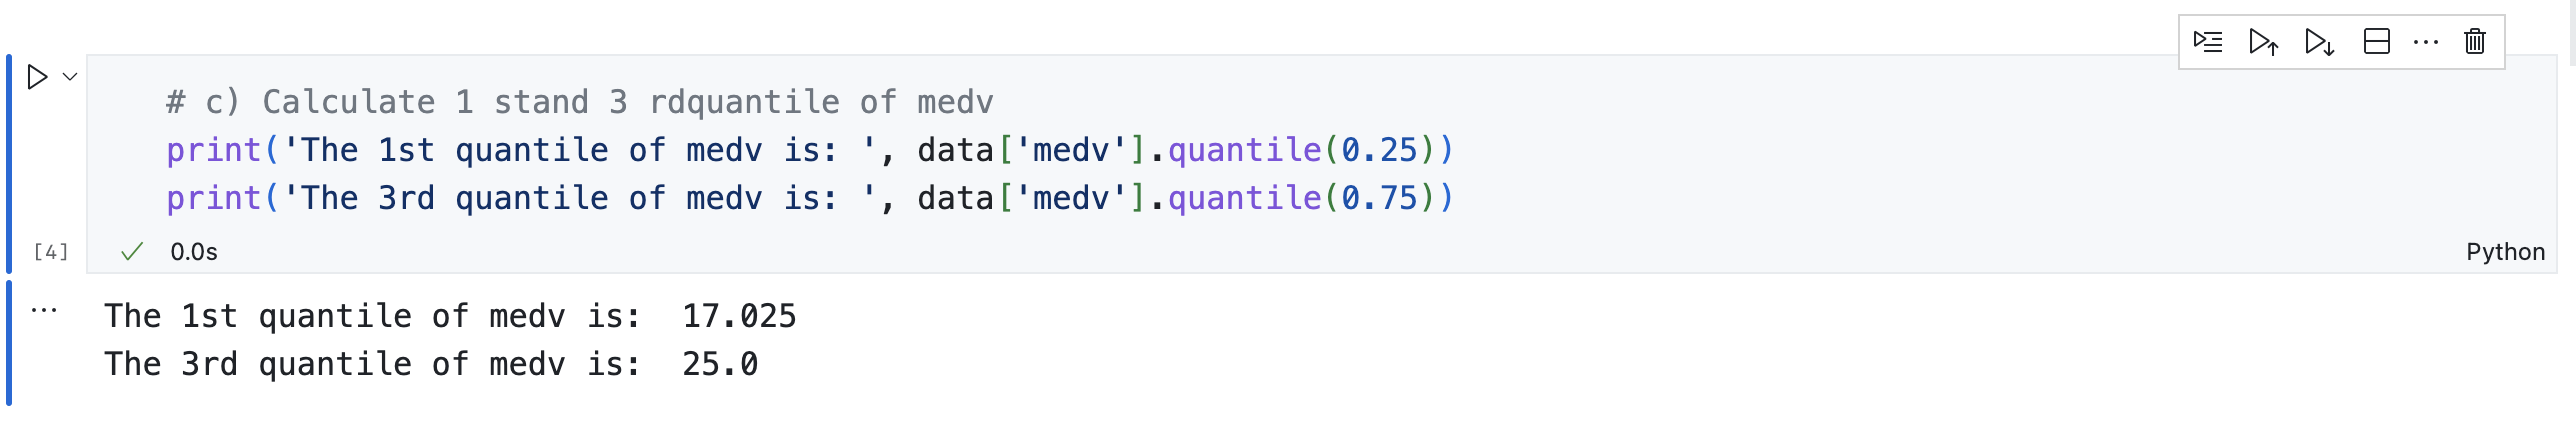 # c) Calculate 1 stand 3 rdquantile of medv
print('The 1st quantile of medv is: ', data['medv'].quantile(0.25))
print('The 3rd quantile of medv is: ', data['medv'].quantile(0.75))
[4]
0.0s
Python
The 1st quantile of medv is:  17.025
The 3rd quantile of medv is:  25.0